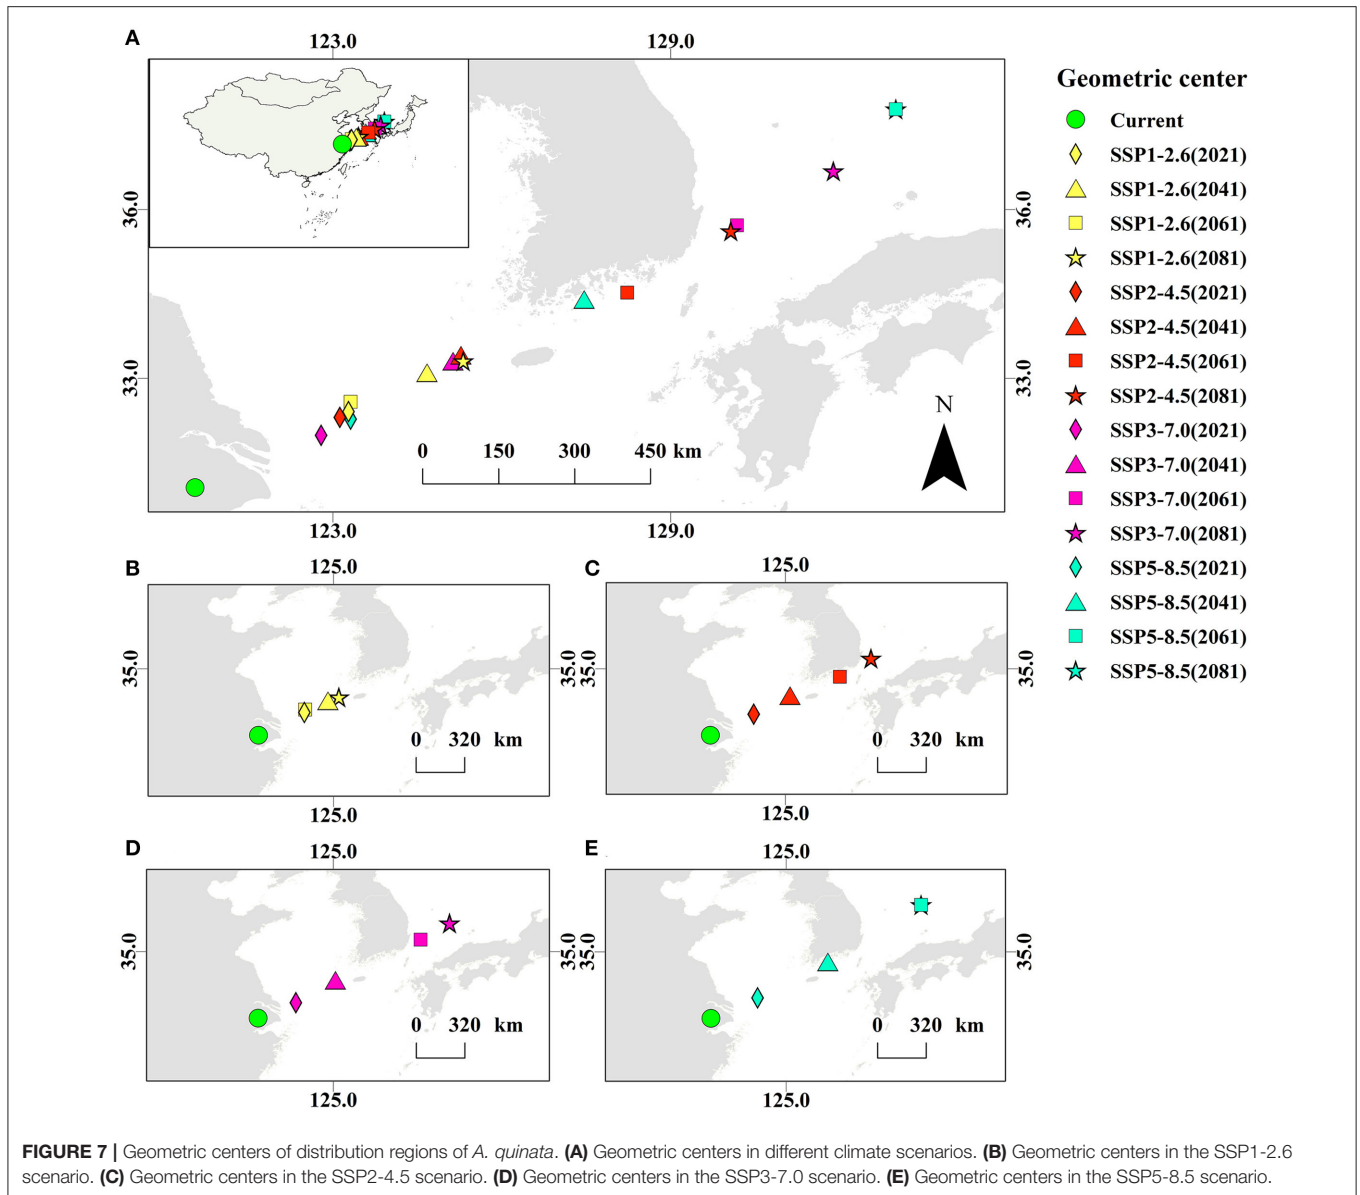 A
123.0
129.0
Geometric center
Current
SSP1-2.6(2021)
SSP1-2.6(2041)
SSP1-2.6(2061)
SSP1-2.6(2081)
SSP2-4.5(2021)
SSP2-4.5(2041)
SSP2-4.5(2061)
SSP2-4.5(2081)
SSP3-7.0(2021)
SSP3-7.0(2041)
SSP3-7.0(2061)
SSP3-7.0(2081)
SSP5-8.5(2021)
SSP5-8.5(2041)
SSP5-8.5(2061)
SSP5-8.5(2081)
36.0
36.0
33.0
33.0
N
0 150 300 450 km
123.0
129.0
B
125.0
35.0
35.0
0 320 km
125.0
C
125.0
35.0
35.0
0 320 km
125.0
D
125.0
35.0
35.0
0 320 km
125.0
E
125.0
35.0
35.0
0 320 km
125.0
FIGURE 7 | Geometric centers of distribution regions of A. quinata. (A) Geometric centers in different climate scenarios. (B) Geometric centers in the SSP1-2.6
scenario. (C) Geometric centers in the SSP2-4.5 scenario. (D) Geometric centers in the SSP3-7.0 scenario. (E) Geometric centers in the SSP5-8.5 scenario.